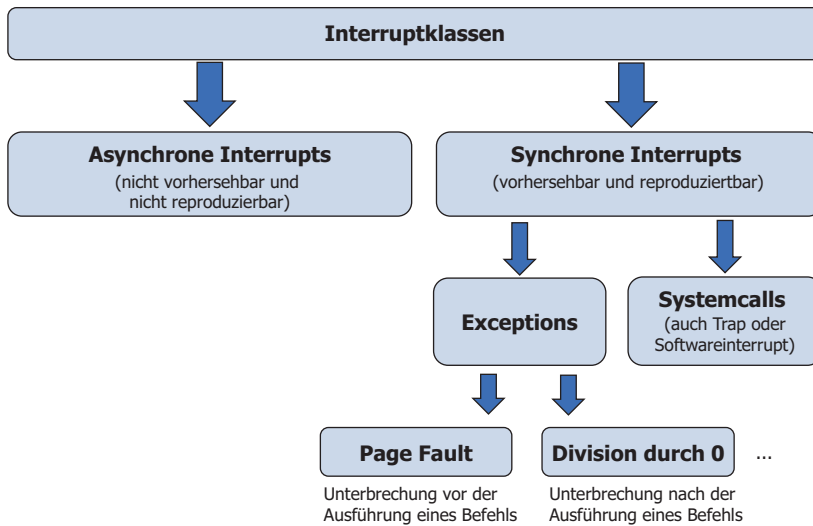 Interruptklassen
Asynchrone Interrupts
(nicht vorhersehbar und
nicht reproduzierbar)
Synchrone Interrupts
(vorhersehbar und reproduziertbar)
Exceptions
Systemcalls
(auch Trap oder
Softwareinterrupt)
Page Fault
Division durch 0
...
Unterbrechung vor der
Ausführung eines Befehls
Unterbrechung nach der
Ausführung eines Befehls